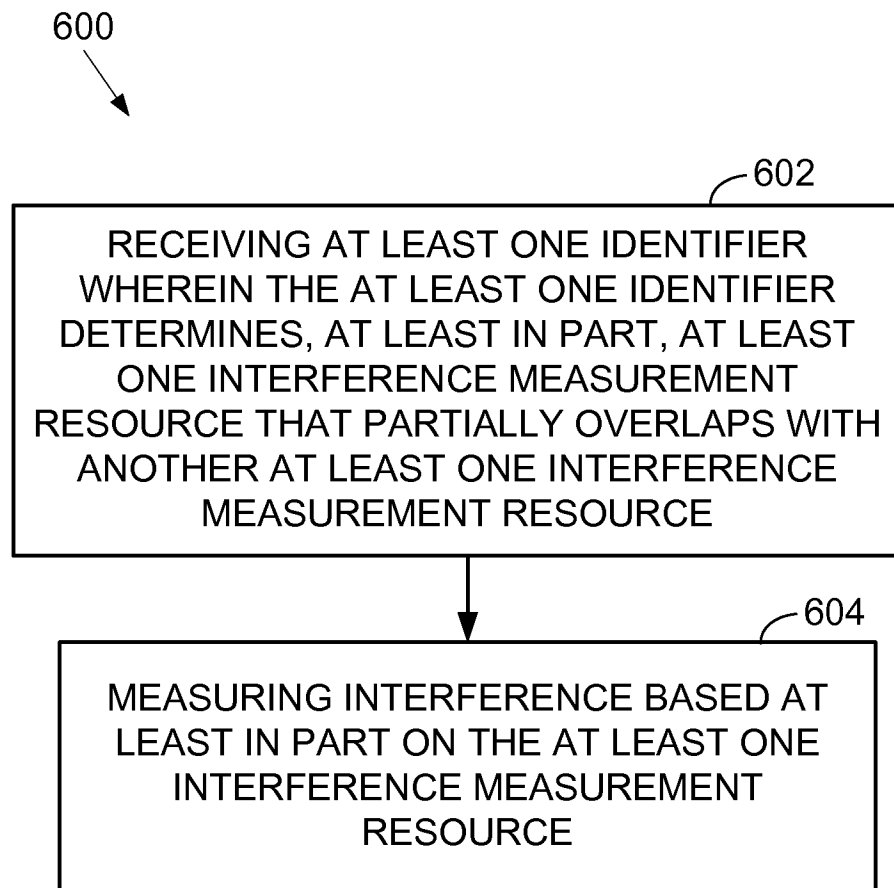 600
602
RECEIVING AT LEAST ONE IDENTIFIER
WHEREIN THE AT LEAST ONE IDENTIFIER
DETERMINES, AT LEAST IN PART, AT LEAST
ONE INTERFERENCE MEASUREMENT
RESOURCE THAT PARTIALLY OVERLAPS WITH
ANOTHER AT LEAST ONE INTERFERENCE
MEASUREMENT RESOURCE
604
MEASURING INTERFERENCE BASED AT
LEAST IN PART ON THE AT LEAST ONE
INTERFERENCE MEASUREMENT
RESOURCE